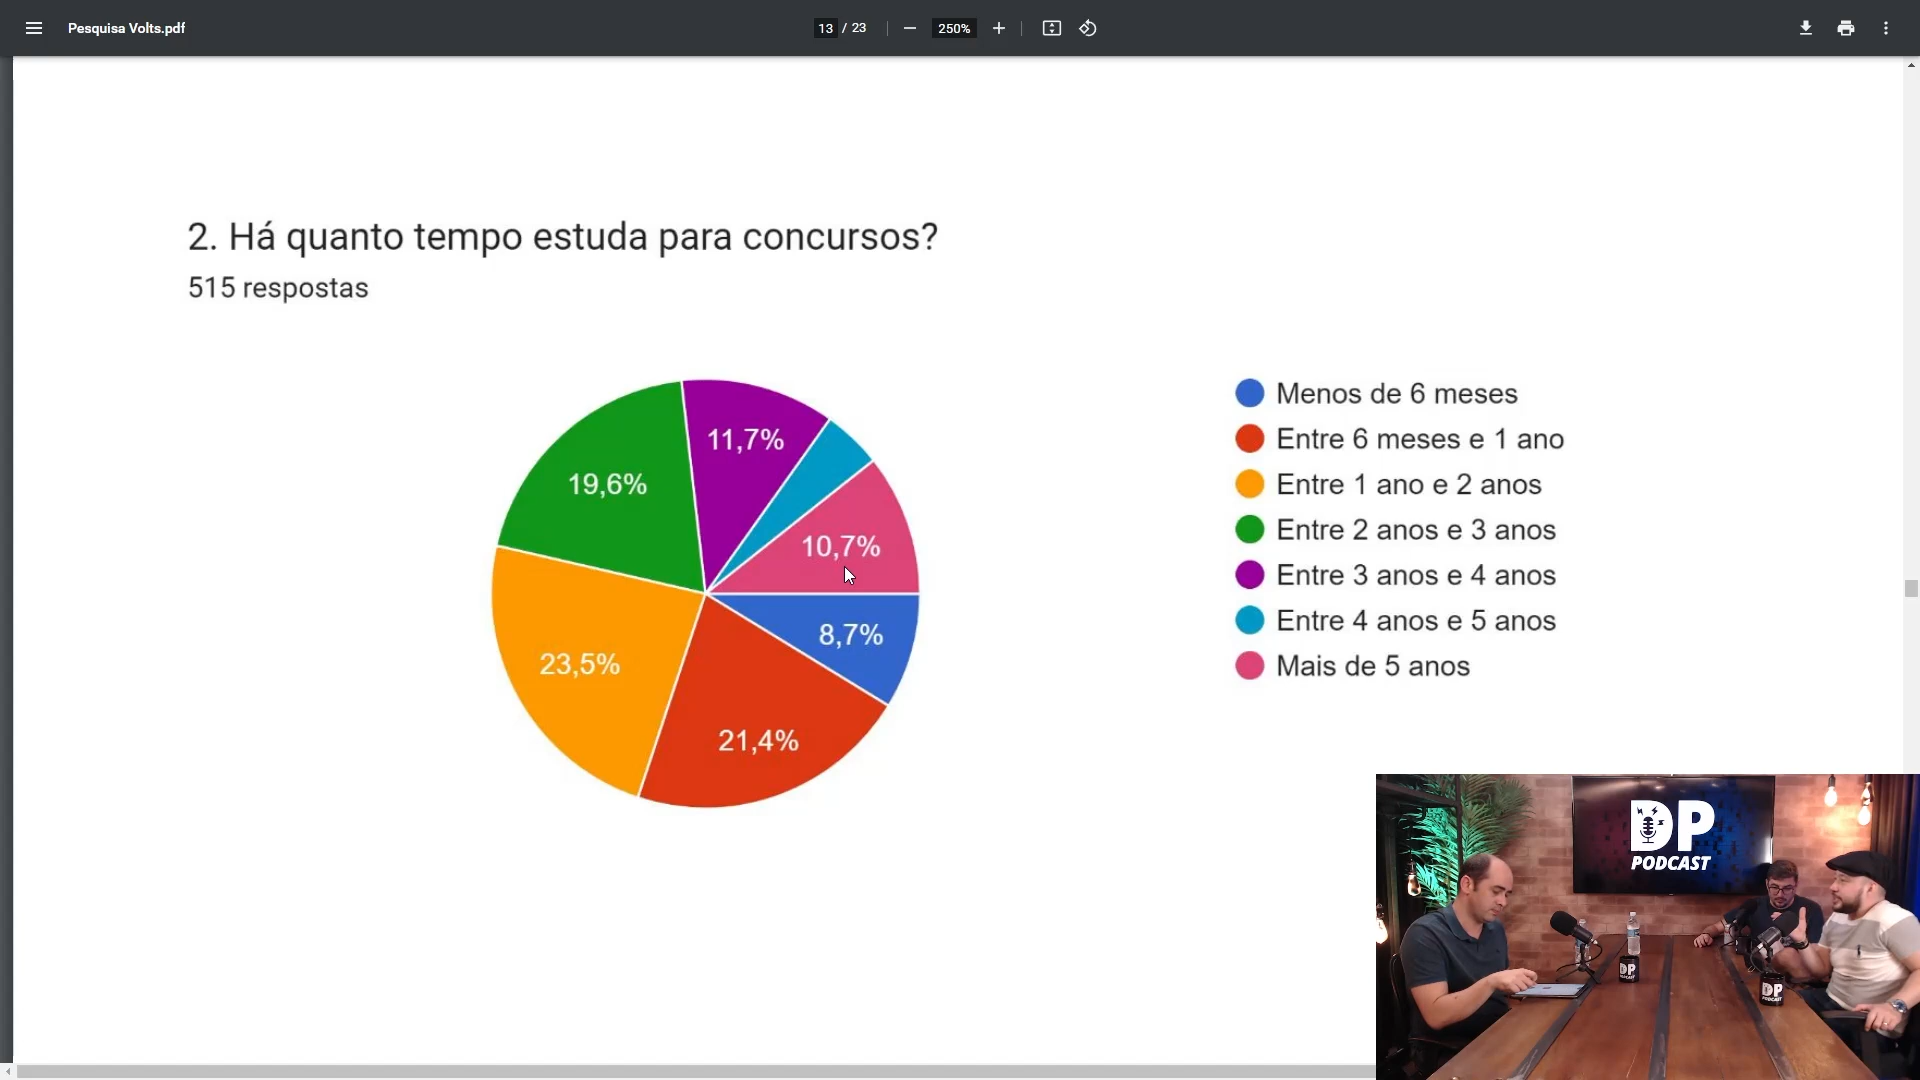 Pesquisa Volts.pdf
13 / 23
250%
2. Há quanto tempo estuda para concursos?
515 respostas
11,7%
19,6%
10,7%
8,7%
23,5%
21,4%
Menos de 6 meses
Entre 6 meses e 1 ano
Entre 1 ano e 2 anos
Entre 2 anos e 3 anos
Entre 3 anos e 4 anos
Entre 4 anos e 5 anos
Mais de 5 anos
DP
PODCAST
DP
DP